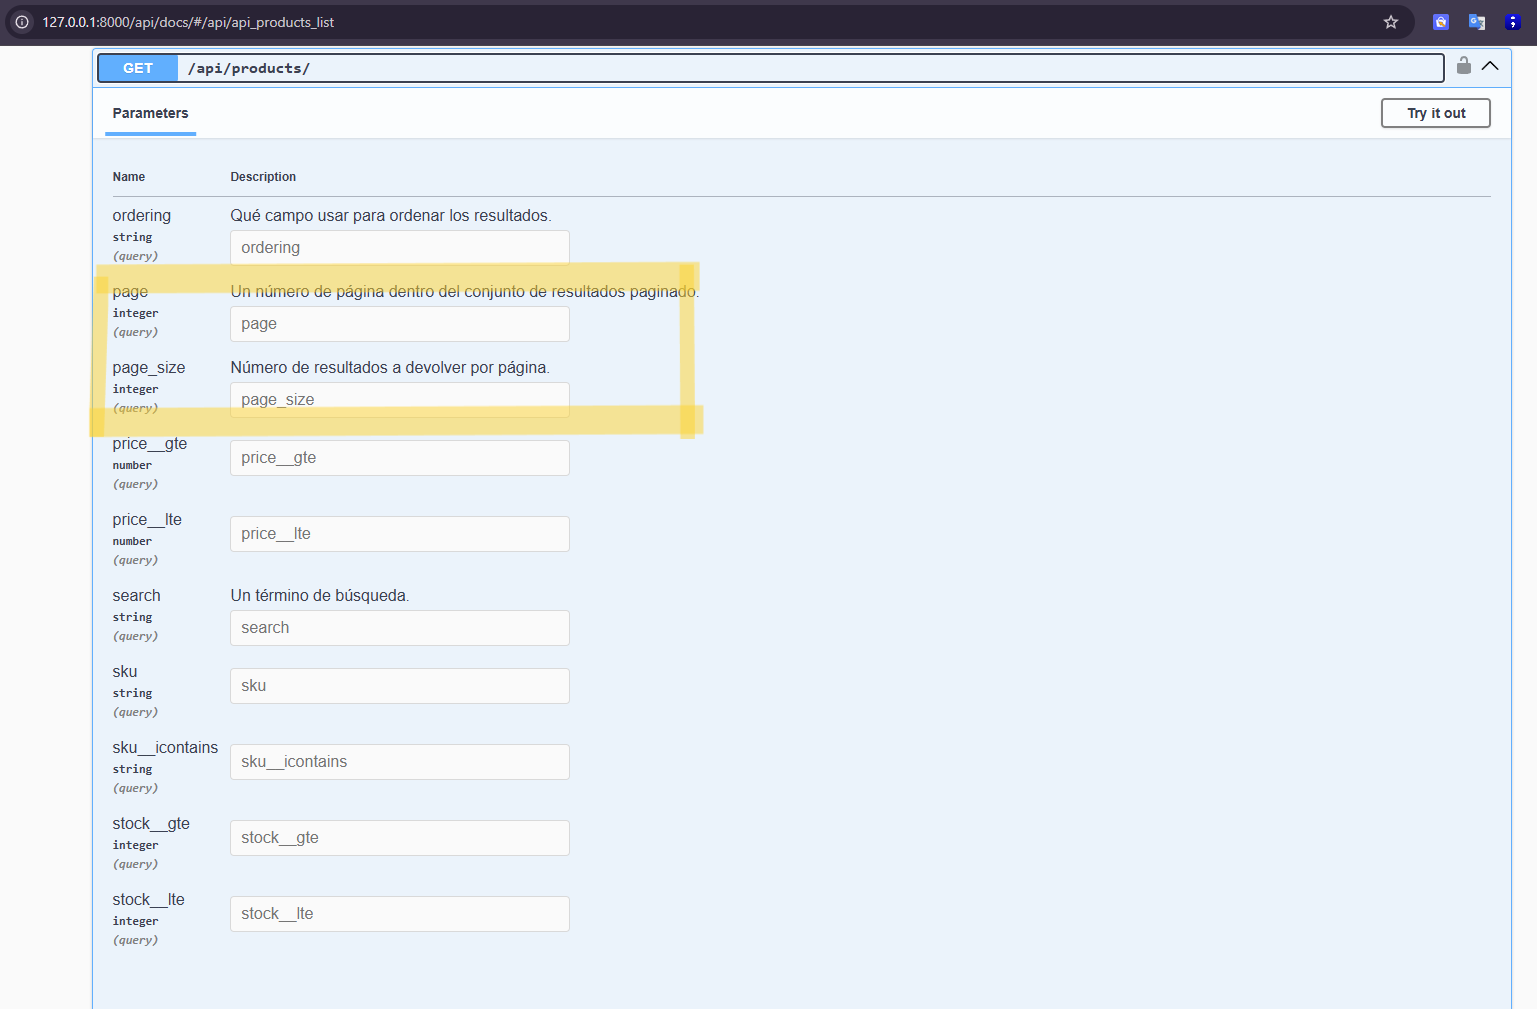 127.0.0.1:8000/api/docs/#/api/api_products_list
GET /api/products/
Parameters
Try it out
Name Description
ordering Qué campo usar para ordenar los resultados.
string
(query)
ordering
page Un número de página dentro del conjunto de resultados paginado.
integer
(query)
page
page_size Número de resultados a devolver por página.
integer
(query)
page_size
price__gte
number
(query)
price__gte
price__lte
number
(query)
price__lte
search Un término de búsqueda.
string
(query)
search
sku
string
(query)
sku
sku__icontains
string
(query)
sku__icontains
stock__gte
integer
(query)
stock__gte
stock__lte
integer
(query)
stock__lte